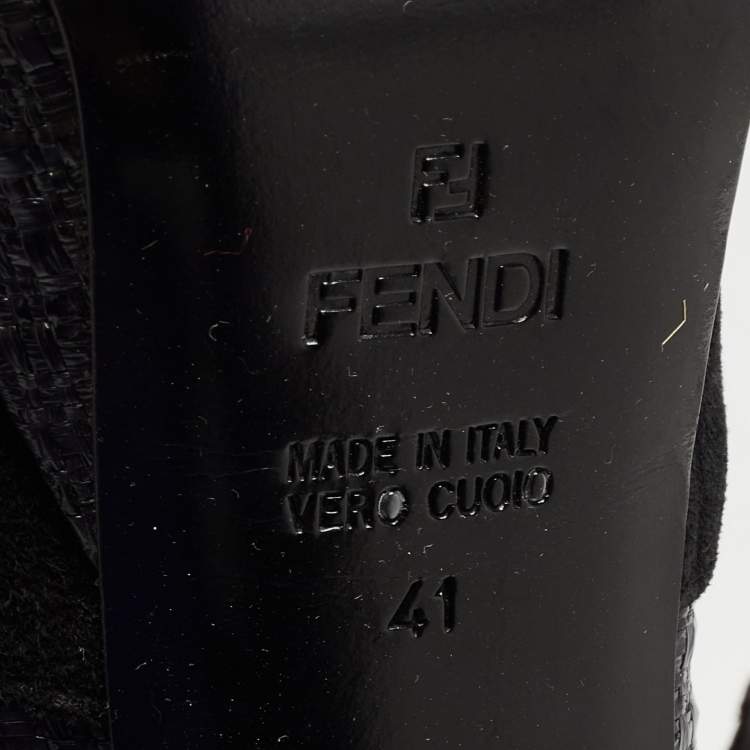 FF
FENDI
MADE IN ITALY
VERO CUOIO
41